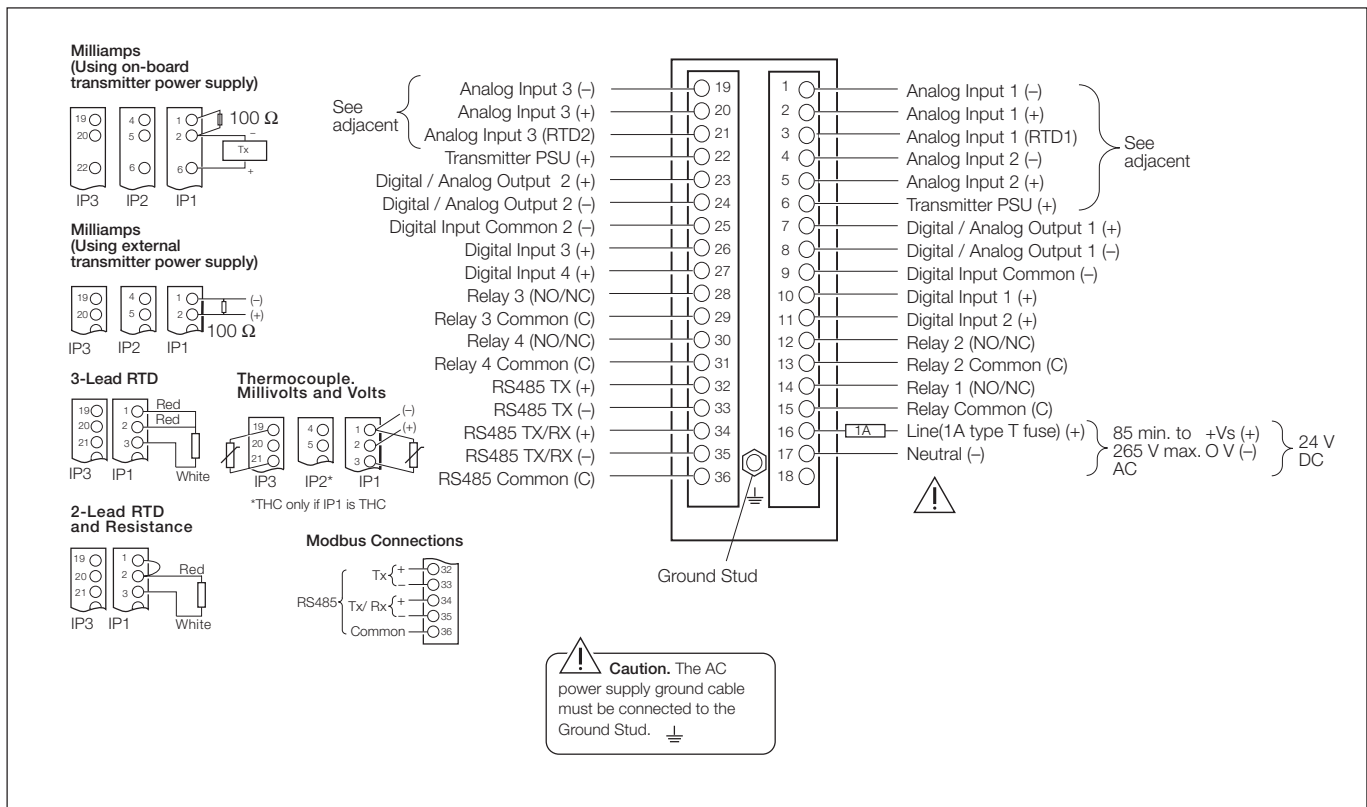 Milliamps
(Using on-board
transmitter power supply)
19 4 1 100 Ω
20 5 2 –
Tx
22 6 6 +
IP3 IP2 IP1
Milliamps
(Using external
transmitter power supply)
19 4 1 (–)
20 5 2 (+)
100 Ω
IP3 IP2 IP1
3-Lead RTD
19 1 Red
20 2 Red
21 3
IP3 IP1 White
Thermocouple,
Millivolts and Volts
(–)
19 4 1 (+)
20 5 2
21 3
IP3 IP2* IP1
*THC only if IP1 is THC
2-Lead RTD
and Resistance
19 1
20 2 Red
21 3
IP3 IP1 White
Modbus Connections
RS485
Tx + 32
– 33
Tx/ Rx + 34
– 35
Common 36
See
adjacent
Analog Input 3 (–) 19
Analog Input 3 (+) 20
Analog Input 3 (RTD2) 21
Transmitter PSU (+) 22
Digital / Analog Output 2 (+) 23
Digital / Analog Output 2 (–) 24
Digital Input Common 2 (–) 25
Digital Input 3 (+) 26
Digital Input 4 (+) 27
Relay 3 (NO/NC) 28
Relay 3 Common (C) 29
Relay 4 (NO/NC) 30
Relay 4 Common (C) 31
RS485 TX (+) 32
RS485 TX (–) 33
RS485 TX/RX (+) 34
RS485 TX/RX (–) 35
RS485 Common (C) 36
1 Analog Input 1 (–)
2 Analog Input 1 (+)
3 Analog Input 1 (RTD1)
4 Analog Input 2 (–)
5 Analog Input 2 (+)
6 Transmitter PSU (+)
See
adjacent
7 Digital / Analog Output 1 (+)
8 Digital / Analog Output 1 (–)
9 Digital Input Common (–)
10 Digital Input 1 (+)
11 Digital Input 2 (+)
12 Relay 2 (NO/NC)
13 Relay 2 Common (C)
14 Relay 1 (NO/NC)
15 Relay Common (C)
16 1A Line(1A type T fuse) (+)
17 Neutral (–)
18
85 min. to +Vs (+)
265 V max. O V (–)
AC
24 V
DC
!
Ground Stud
! Caution. The AC
power supply ground cable
must be connected to the
Ground Stud.